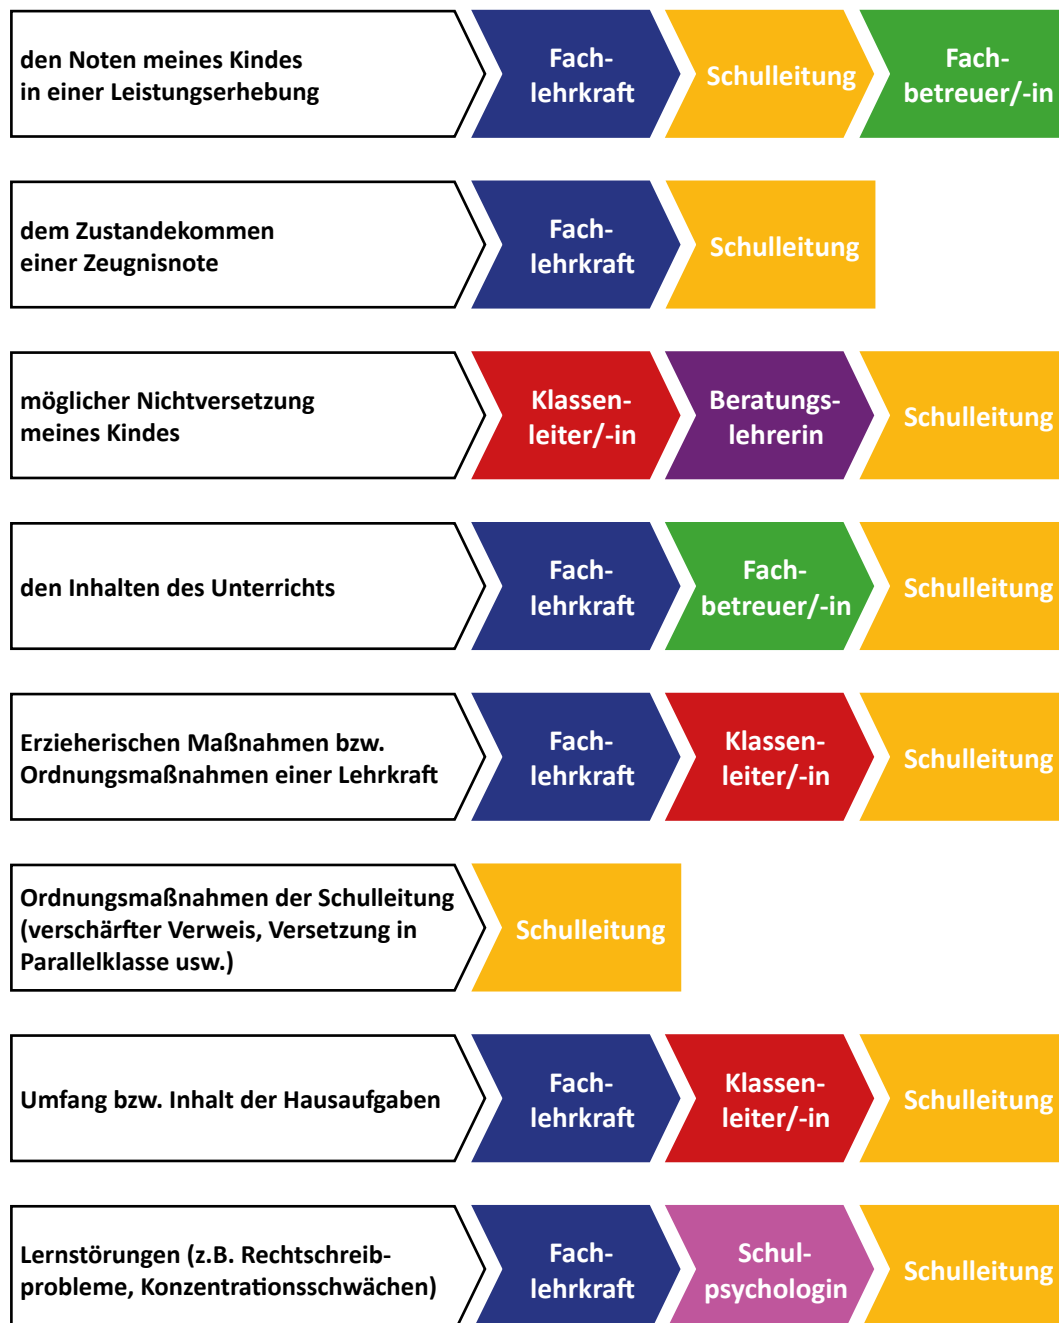 den Noten meines Kindes
in einer Leistungserhebung
Fach-
lehrkraft
Schulleitung
Fach-
betreuer/-in
dem Zustandekommen
einer Zeugnisnote
Fach-
lehrkraft
Schulleitung
möglicher Nichtversetzung
meines Kindes
Klassen-
leiter/-in
Beratungs-
lehrerin
Schulleitung
den Inhalten des Unterrichts
Fach-
lehrkraft
Fach-
betreuer/-in
Schulleitung
Erzieherischen Maßnahmen bzw.
Ordnungsmaßnahmen einer Lehrkraft
Fach-
lehrkraft
Klassen-
leiter/-in
Schulleitung
Ordnungsmaßnahmen der Schulleitung
(verschärfter Verweis, Versetzung in
Parallelklasse usw.)
Schulleitung
Umfang bzw. Inhalt der Hausaufgaben
Fach-
lehrkraft
Klassen-
leiter/-in
Schulleitung
Lernstörungen (z.B. Rechtschreib-
probleme, Konzentrationsschwächen)
Fach-
lehrkraft
Schul-
psychologin
Schulleitung